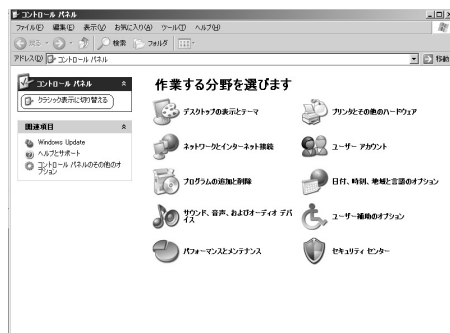 コントロール パネル
ファイル(F) 編集(E) 表示(V) お気に入り(A) ツール(T) ヘルプ(H)
戻る 検索 フォルダ
アドレス(D) コントロール パネル 移動
コントロール パネル
クラシック表示に切り替える
関連項目
Windows Update
ヘルプとサポート
コントロール パネルのその他のオ
プション
作業する分野を選びます
デスクトップの表示とテーマ
プリンタとその他のハードウェア
ネットワークとインターネット接続
ユーザー アカウント
プログラムの追加と削除
日付、時刻、地域と言語のオプション
サウンド、音声、およびオーディオ デバ
イス
ユーザー補助のオプション
パフォーマンスとメンテナンス
セキュリティ センター